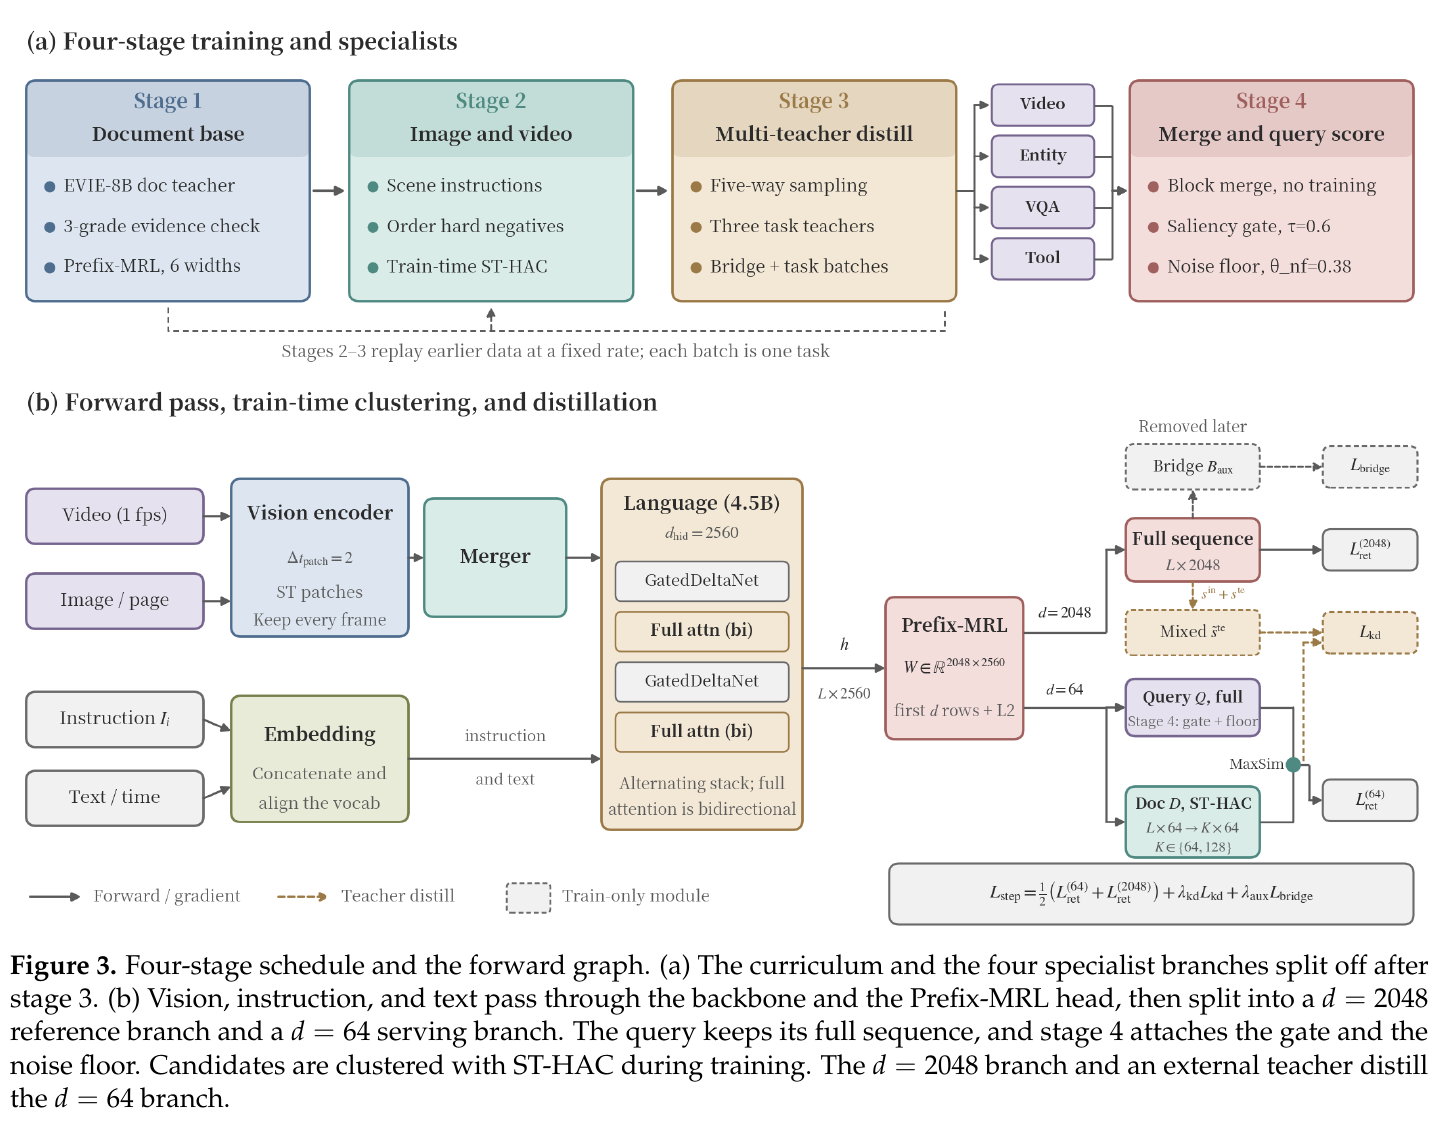 (a) Four-stage training and specialists
Stage 1
Document base
EVIE-8B doc teacher
3-grade evidence check
Prefix-MRL, 6 widths
Stage 2
Image and video
Scene instructions
Order hard negatives
Train-time ST-HAC
Stage 3
Multi-teacher distill
Five-way sampling
Three task teachers
Bridge + task batches
Video
Entity
VQA
Tool
Stage 4
Merge and query score
Block merge, no training
Saliency gate, τ=0.6
Noise floor, θ_nf=0.38
Stages 2–3 replay earlier data at a fixed rate; each batch is one task
(b) Forward pass, train-time clustering, and distillation
Video (1 fps)
Image / page
Instruction I_i
Text / time
Vision encoder
Δt_patch = 2
ST patches
Keep every frame
Merger
Embedding
Concatenate and
align the vocab
instruction
and text
Language (4.5B)
d_hid = 2560
GatedDeltaNet
Full attn (bi)
GatedDeltaNet
Full attn (bi)
Alternating stack; full
attention is bidirectional
h
L×2560
Prefix-MRL
W ∈ ℝ^{2048×2560}
first d rows + L2
d=2048
d=64
Removed later
Bridge B_aux
L_bridge
Full sequence
L×2048
L_ret^{(2048)}
s^{in} + s^{te}
Mixed s̃^{te}
L_kd
Query Q, full
Stage 4: gate + floor
MaxSim
Doc D, ST-HAC
L×64 → K×64
K∈{64,128}
L_ret^{(64)}
Forward / gradient
Teacher distill
Train-only module
L_step = ½(L_ret^{(64)} + L_ret^{(2048)}) + λ_kd L_kd + λ_aux L_bridge
Figure 3. Four-stage schedule and the forward graph. (a) The curriculum and the four specialist branches split off after
stage 3. (b) Vision, instruction, and text pass through the backbone and the Prefix-MRL head, then split into a d = 2048
reference branch and a d = 64 serving branch. The query keeps its full sequence, and stage 4 attaches the gate and the
noise floor. Candidates are clustered with ST-HAC during training. The d = 2048 branch and an external teacher distill
the d = 64 branch.